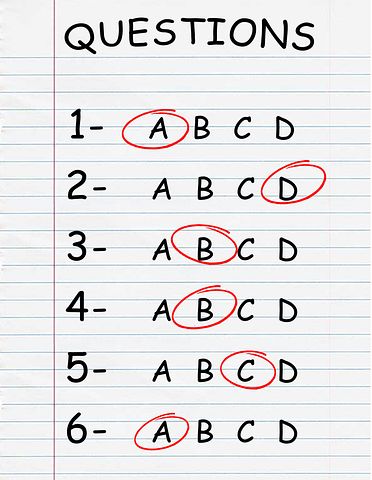 QUESTIONS
1- A B C D
2- A B C D
3- A B C D
4- A B C D
5- A B C D
6- A B C D